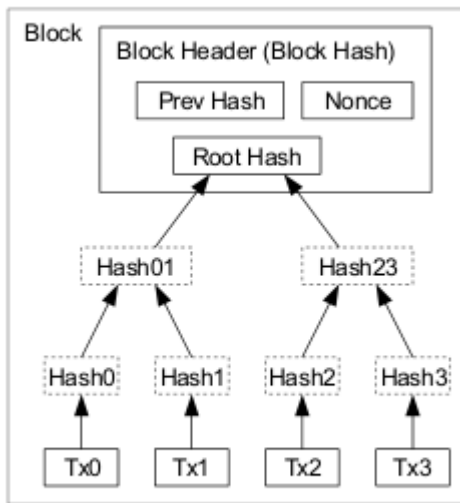 Block
Block Header (Block Hash)
Prev Hash Nonce
Root Hash
Hash01 Hash23
Hash0 Hash1 Hash2 Hash3
Tx0 Tx1 Tx2 Tx3